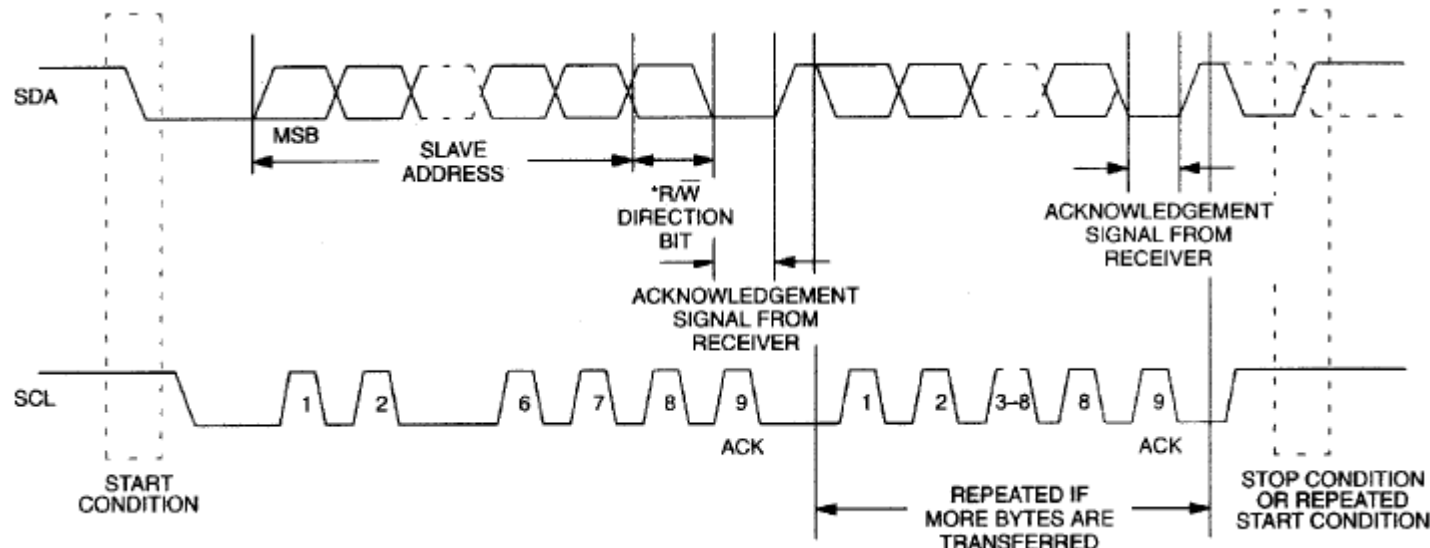 SDA
MSB
SLAVE
ADDRESS
*R/W̅
DIRECTION
BIT
ACKNOWLEDGEMENT
SIGNAL FROM
RECEIVER
ACKNOWLEDGEMENT
SIGNAL FROM
RECEIVER
SCL
1 2 6 7 8 9 1 2 3–8 8 9
ACK
ACK
START
CONDITION
REPEATED IF
MORE BYTES ARE
TRANSFERRED
STOP CONDITION
OR REPEATED
START CONDITION